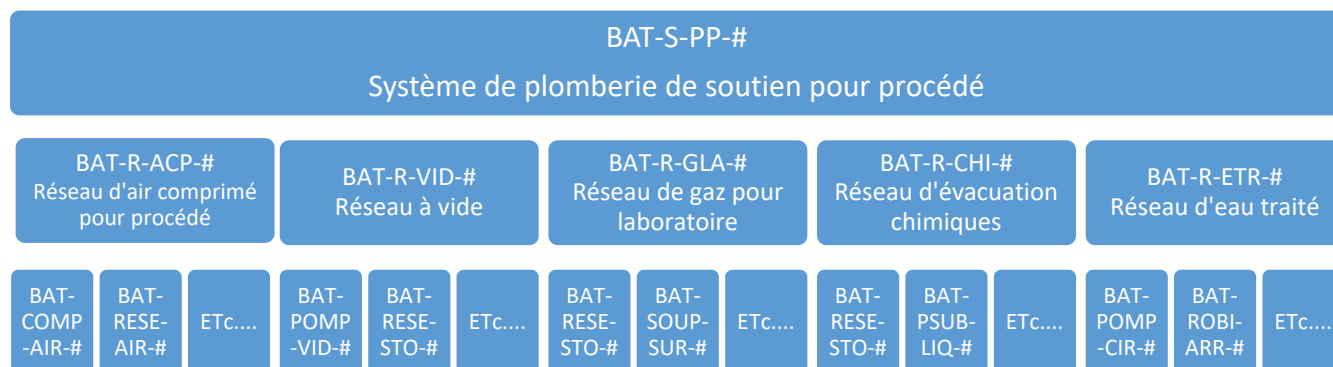 BAT-S-PP-#
Système de plomberie de soutien pour procédé
BAT-R-ACP-#
Réseau d'air comprimé
pour procédé
BAT-R-VID-#
Réseau à vide
BAT-R-GLA-#
Réseau de gaz pour
laboratoire
BAT-R-CHI-#
Réseau d'évacuation
chimiques
BAT-R-ETR-#
Réseau d'eau traité
BAT-
COMP
-AIR-#
BAT-
RESE-
AIR-#
ETc....
BAT-
POMP
-VID-#
BAT-
RESE-
STO-#
ETc....
BAT-
RESE-
STO-#
BAT-
SOUP-
SUR-#
ETc....
BAT-
RESE-
STO-#
BAT-
PSUB-
LIQ-#
ETc....
BAT-
POMP
-CIR-#
BAT-
ROBI-
ARR-#
ETc....